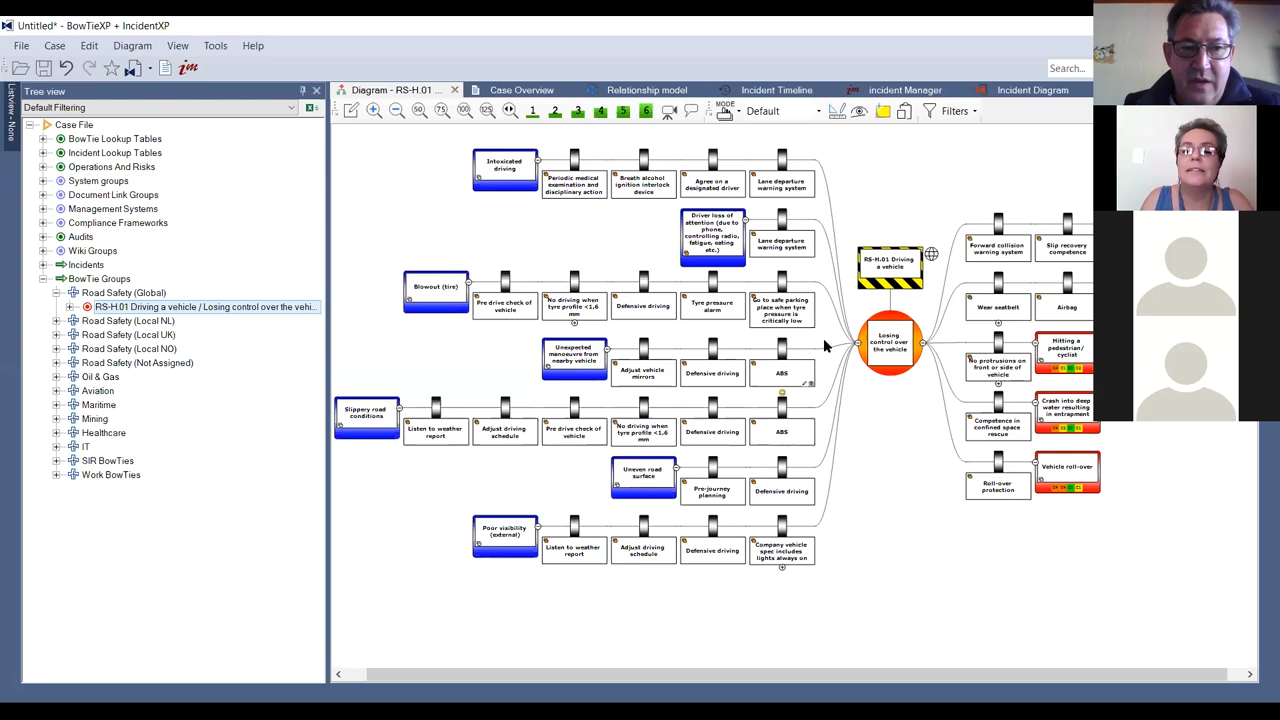 Untitled* - BowTieXP + IncidentXP
File Case Edit Diagram View Tools Help
Search...
Listview - None
Tree view
Default Filtering
Case File
BowTie Lookup Tables
Incident Lookup Tables
Operations And Risks
System groups
Document Link Groups
Management Systems
Compliance Frameworks
Audits
Wiki Groups
Incidents
BowTie Groups
Road Safety (Global)
RS-H.01 Driving a vehicle / Losing control over the vehi...
Road Safety (Local NL)
Road Safety (Local UK)
Road Safety (Local NO)
Road Safety (Not Assigned)
Oil & Gas
Aviation
Maritime
Mining
Healthcare
IT
SIR BowTies
Work BowTies
Diagram - RS-H.01 ...
Case Overview
Relationship model
Incident Timeline
incident Manager
Incident Diagram
50 75 100 125 1 2 3 4 5 6 MODE Default Filters
Intoxicated
driving
Periodic medical
examination and
disciplinary action
Breath alcohol
ignition interlock
device
Agree on a
designated driver
Lane departure
warning system
Driver loss of
attention (due to
phone,
controlling radio,
fatigue, eating
etc.)
Lane departure
warning system
Blowout (tire)
Pre drive check of
vehicle
No driving when
tyre profile <1,6
mm
Defensive driving
Tyre pressure
alarm
Go to safe parking
place when tyre
pressure is
critically low
Unexpected
manoeuvre from
nearby vehicle
Adjust vehicle
mirrors
Defensive driving
ABS
Slippery road
conditions
Listen to weather
report
Adjust driving
schedule
Pre drive check of
vehicle
No driving when
tyre profile <1,6
mm
Defensive driving
ABS
Uneven road
surface
Pre-journey
planning
Defensive driving
Poor visibility
(external)
Listen to weather
report
Adjust driving
schedule
Defensive driving
Company vehicle
spec includes
lights always on
RS-H.01 Driving
a vehicle
Losing
control over
the vehicle
Forward collision
warning system
Slip recovery
competence
Wear seatbelt
Airbag
No protrusions on
front or side of
vehicle
Hitting a
pedestrian/
cyclist
Competence in
confined space
rescue
Crash into deep
water resulting
in entrapment
Roll-over
protection
Vehicle roll-over